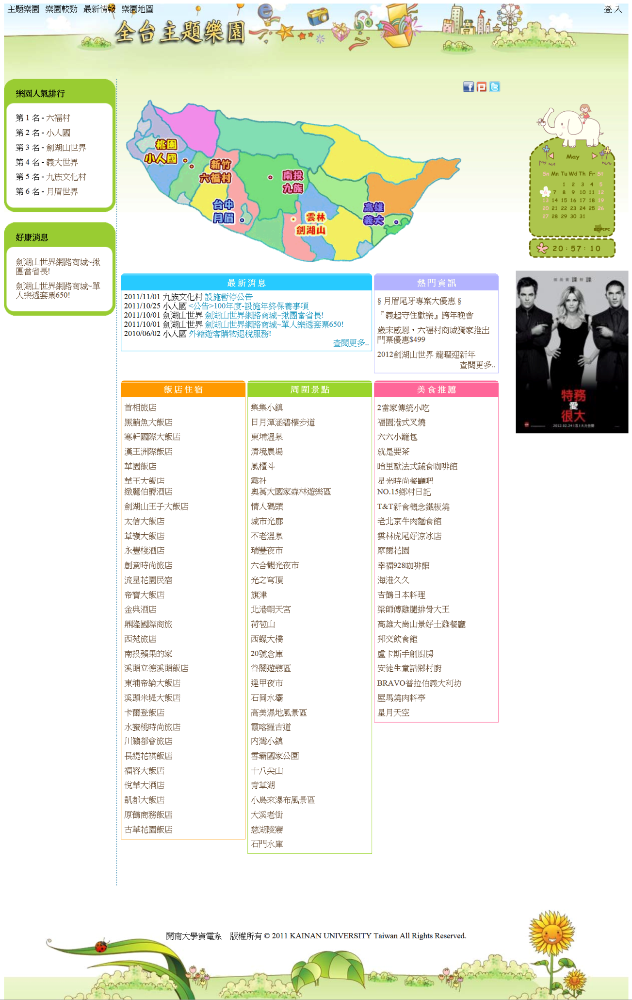 主題樂園 樂園較勁 最新情報 樂園地圖
登 入
全台主題樂園
樂園人氣排行
第 1 名 - 六福村
第 2 名 - 小人國
第 3 名 - 劍湖山世界
第 4 名 - 義大世界
第 5 名 - 九族文化村
第 6 名 - 月眉世界
好康消息
劍湖山世界網路商城~揪
團當省長!
劍湖山世界網路商城~單
人樂透套票650!
桃園
小人國
新竹
六福村
南投
九族
台中
月眉
雲林
劍湖山
高雄
義大
May
Sn Mn Tu Wd Th Fr St
1 2 3 4 5
6 7 8 9 10 11 12
13 14 15 16 17 18 19
20 21 22 23 24 25 26
27 28 29 30 31
SOPIPI
20:57:10
最新消息
2011/11/01 九族文化村 設施暫停公告
2011/10/25 小人國 <公告>100年度-設施年終保養事項
2011/10/01 劍湖山世界 劍湖山世界網路商城~揪團當省長!
2011/10/01 劍湖山世界 劍湖山世界網路商城~單人樂透套票650!
2010/06/02 小人國 外籍遊客購物退稅服務!
查閱更多..
熱門資訊
§ 月眉尾牙專案大優惠 §
『義起守住歡樂』跨年晚會
歲末感恩，六福村商城獨家推出
門票優惠$499
2012劍湖山世界 龍曜迎新年
查閱更多..
特務
愛
很大
2012.02.24
飯店住宿
首相旅店
黑鮪魚大飯店
寒軒國際大飯店
漢王洲際飯店
華園飯店
華王大飯店
緻麗伯爵酒店
劍湖山王子大飯店
太信大飯店
草嶺大飯店
永豐棧酒店
創意時尚旅店
流星花園民宿
帝寶大飯店
金典酒店
鼎隆國際商旅
西苑旅店
南投蘋果的家
溪頭立德溪頭飯店
東埔帝綸大飯店
溪頭米堤大飯店
卡爾登飯店
水蜜桃時尚旅店
川籟都會旅店
長緹花祺飯店
福容大飯店
悅華大酒店
凱都大飯店
原鶴商務飯店
古華花園飯店
周圍景點
集集小鎮
日月潭涵碧樓步道
東埔溫泉
清境農場
風櫃斗
霧社
奧萬大國家森林遊樂區
情人碼頭
城市光廊
不老溫泉
瑞豐夜市
六合觀光夜市
光之穹頂
旗津
北港朝天宮
荷苞山
西螺大橋
20號倉庫
谷關遊憩區
逢甲夜市
石岡水壩
高美濕地風景區
霞喀羅古道
內灣小鎮
雪霸國家公園
十八尖山
青草湖
小烏來瀑布風景區
大溪老街
慈湖陵寢
石門水庫
美食推薦
2當家傳統小吃
福園港式叉燒
六六小籠包
就是要茶
哈里歐法式蔬食咖啡館
星光時尚餐廳吧
NO.15鄉村日記
T&T新食概念鐵板燒
老北京牛肉麵食館
雲林虎尾好涼冰店
摩爾花園
幸福928咖啡館
海港久久
吉鶴日本料理
梁師傅雞腿排骨大王
高雄大崗山景好土雞餐廳
邦交飲食館
盧卡斯手創廚房
安徒生童話鄉村廚
BRAVO普拉伯義大利坊
屋馬燒肉料亭
星月天空
開南大學資電系 版權所有 © 2011 KAINAN UNIVERSITY Taiwan All Rights Reserved.